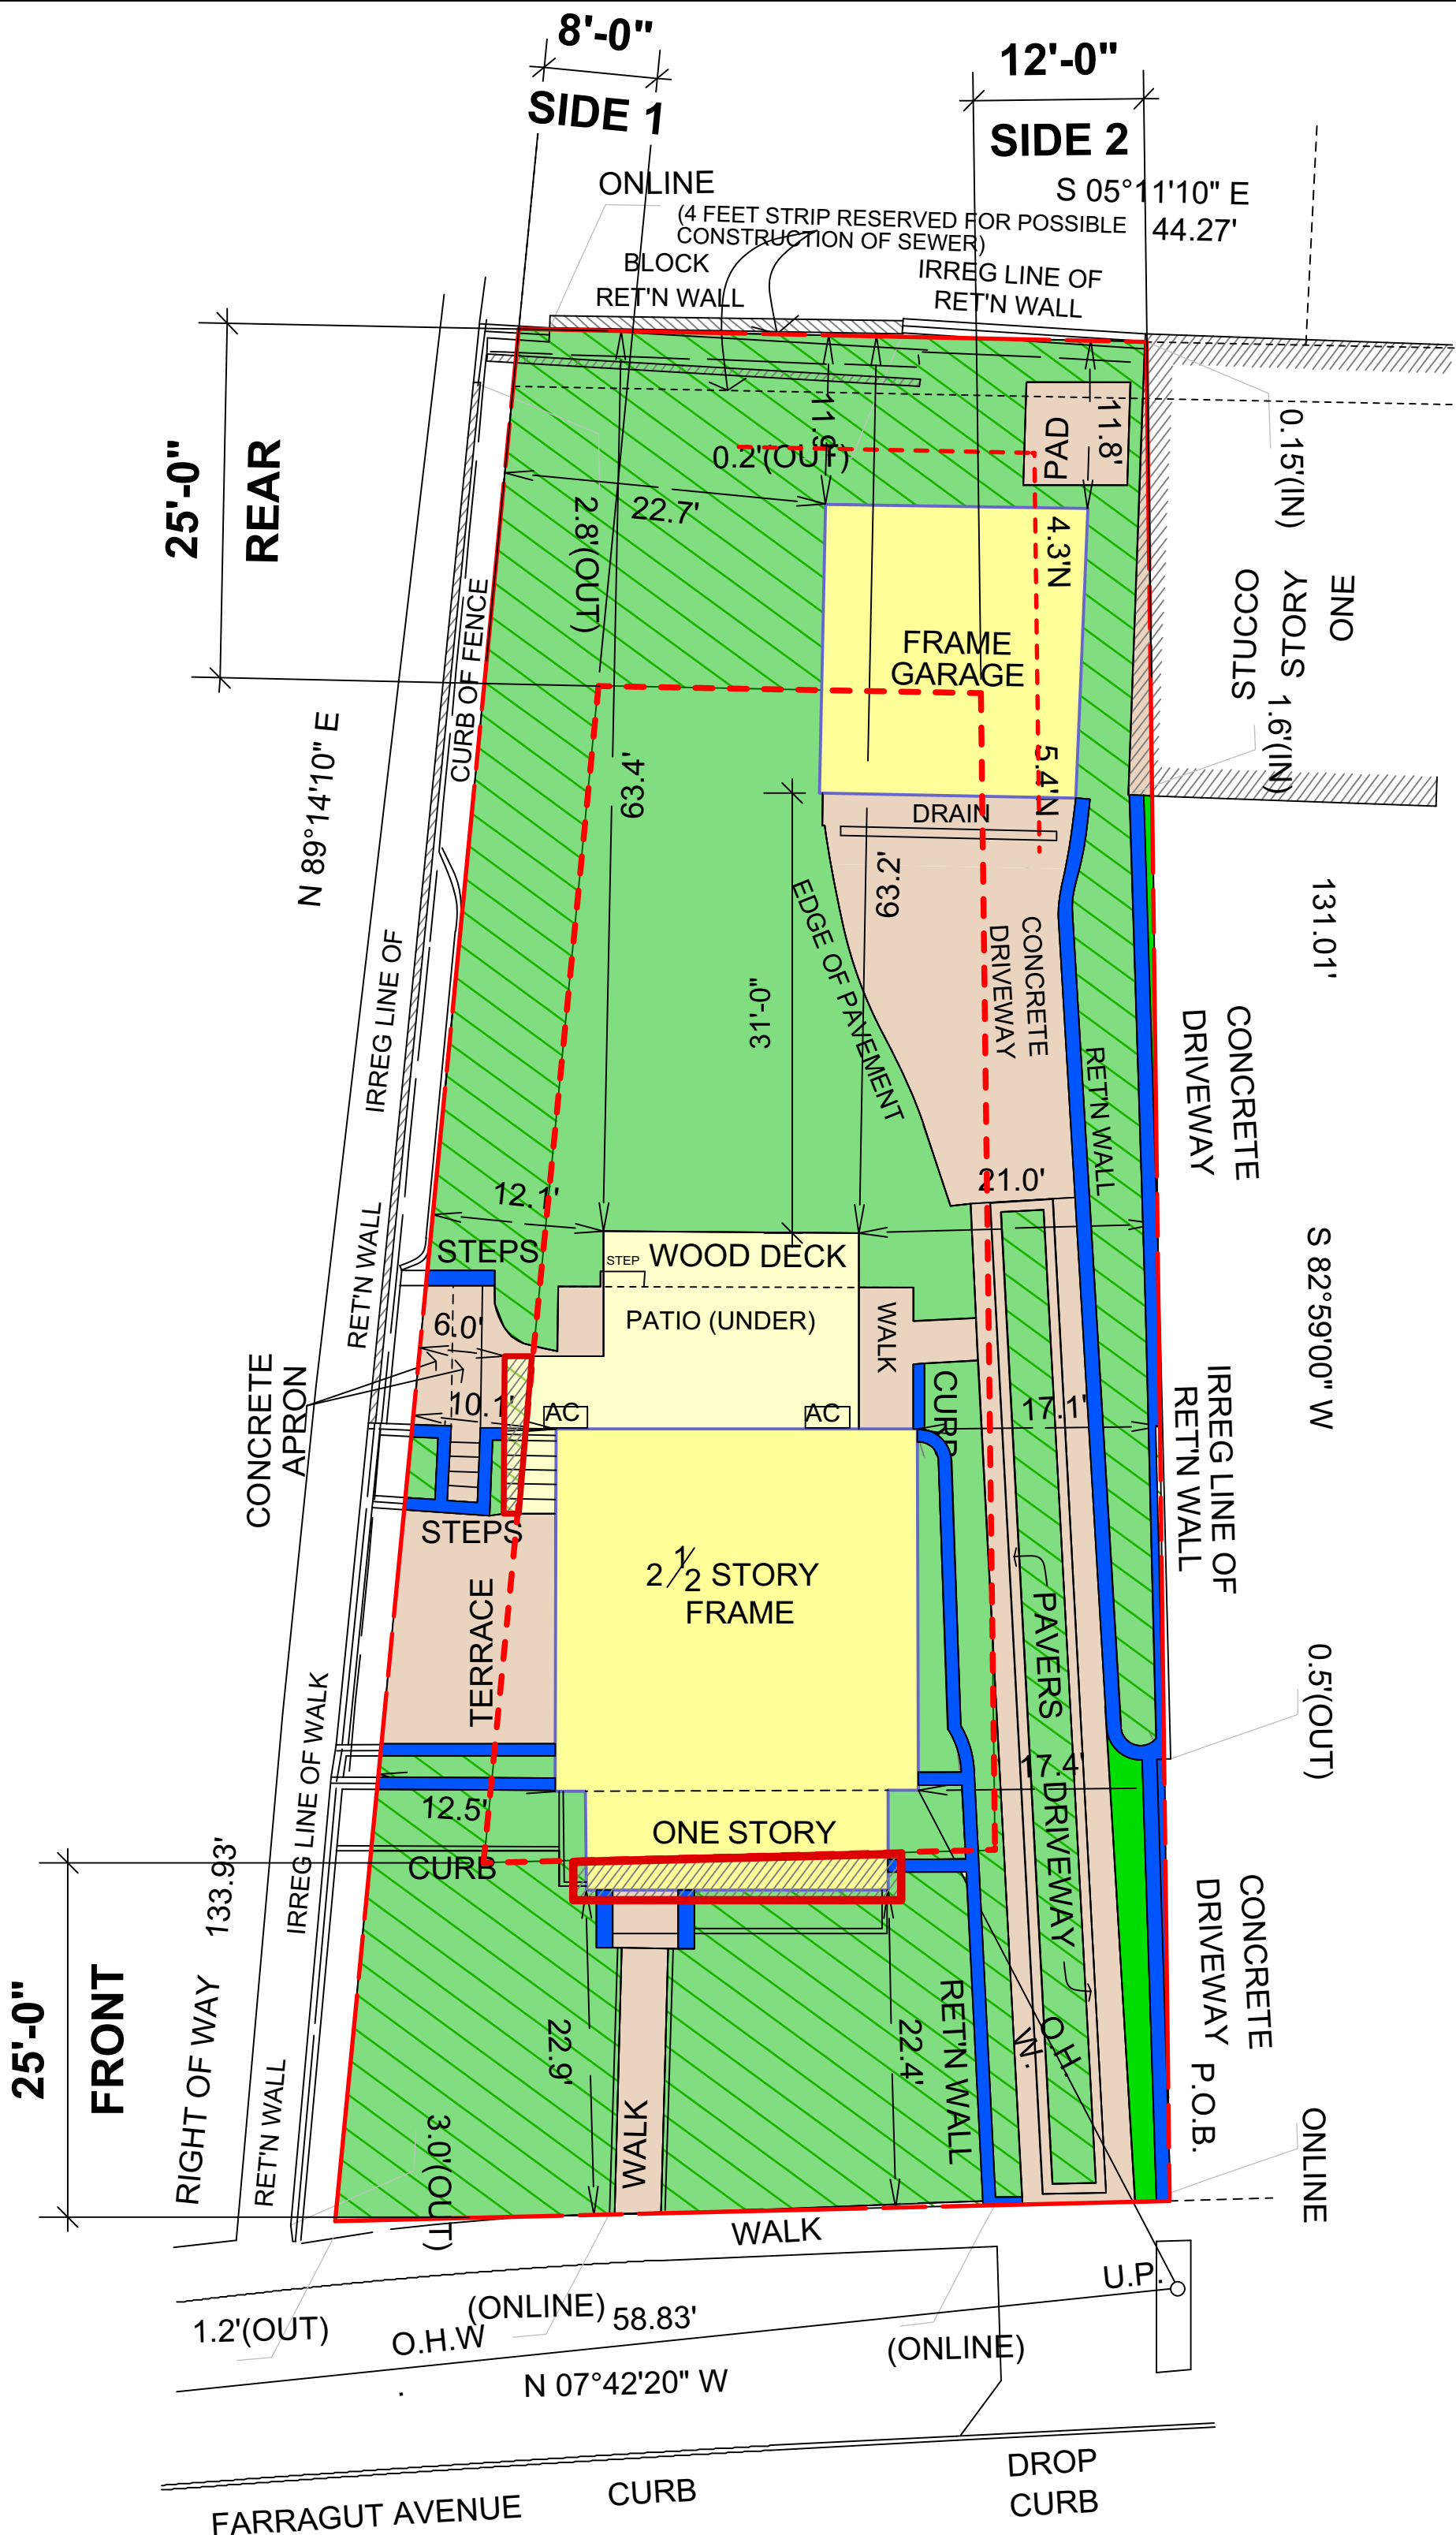 8'-0"
SIDE 1
12'-0"
SIDE 2
ONLINE
S 05°11'10" E
44.27'
(4 FEET STRIP RESERVED FOR POSSIBLE
CONSTRUCTION OF SEWER)
BLOCK
RET'N WALL
IRREG LINE OF
RET'N WALL
25'-0"
REAR
11.9'
0.2'(OUT)
PAD
11.8'
0.15'(IN)
22.7'
2.8'(OUT)
4.3'N
ONE
STORY
STUCCO
1.6'(IN)
CURB OF FENCE
FRAME
GARAGE
N 89°14'10" E
63.4'
5.4'N
DRAIN
63.2'
EDGE OF PAVEMENT
CONCRETE
DRIVEWAY
131.01'
IRREG LINE OF
31'-0"
RET'N WALL
CONCRETE
DRIVEWAY
12.1'
21.0'
RET'N WALL
STEPS
STEP
WOOD DECK
S 82°59'00" W
6.0'
PATIO (UNDER)
WALK
CONCRETE
APRON
10.1'
AC
AC
CURB
17.1'
IRREG LINE OF
RET'N WALL
STEPS
2 1/2 STORY
FRAME
TERRACE
PAVERS
DRIVEWAY
0.5'(OUT)
IRREG LINE OF WALK
17.4'
12.5'
ONE STORY
CURB
133.93'
CONCRETE
DRIVEWAY
25'-0"
FRONT
RIGHT OF WAY
RET'N WALL
22.9'
22.4'
RET'N WALL
O.H.
W.
P.O.B.
WALK
3.0'(OUT)
ONLINE
WALK
U.P.
1.2'(OUT)
(ONLINE)
58.83'
O.H.W
.
(ONLINE)
N 07°42'20" W
DROP
CURB
CURB
FARRAGUT AVENUE